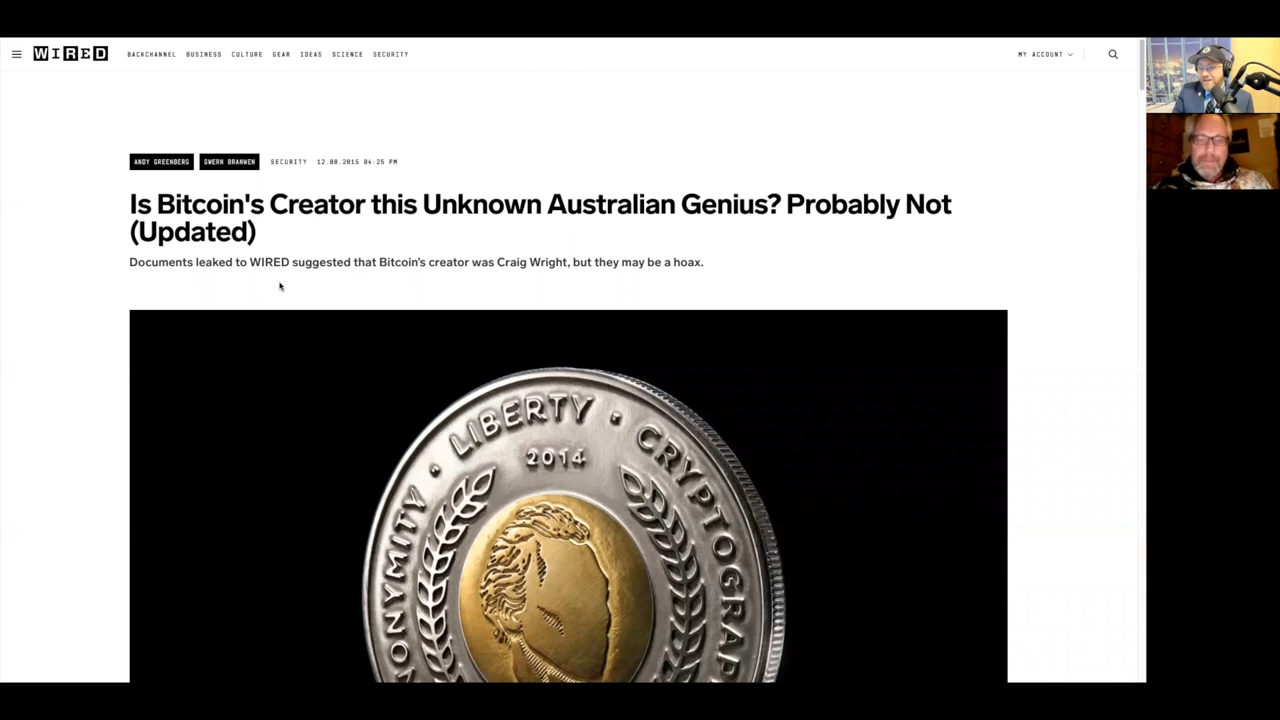 WIRED
BACKCHANNEL BUSINESS CULTURE GEAR IDEAS SCIENCE SECURITY
MY ACCOUNT
ANDY GREENBERG GWERN BRANWEN SECURITY 12.08.2015 04:25 PM
Is Bitcoin's Creator this Unknown Australian Genius? Probably Not
(Updated)
Documents leaked to WIRED suggested that Bitcoin's creator was Craig Wright, but they may be a hoax.
ONYMITY · LIBERTY · CRYPTOGRAP
2014